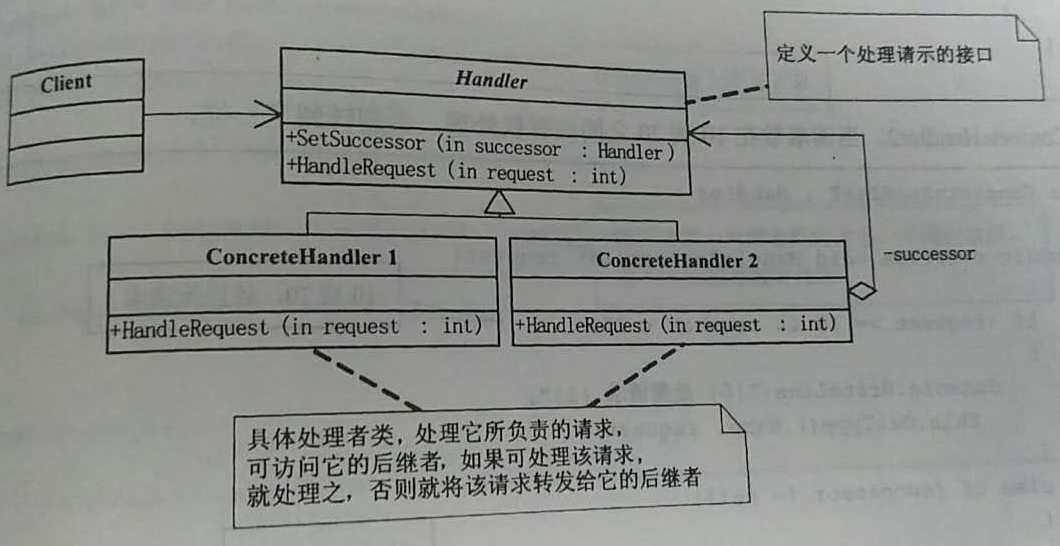 定义一个处理请示的接口
Client
Handler
+SetSuccessor (in successor : Handler)
+HandleRequest (in request : int)
-successor
ConcreteHandler 1
+HandleRequest (in request : int)
ConcreteHandler 2
+HandleRequest (in request : int)
具体处理者类，处理它所负责的请求，
可访问它的后继者，如果可处理该请求，
就处理之，否则就将该请求转发给它的后继者